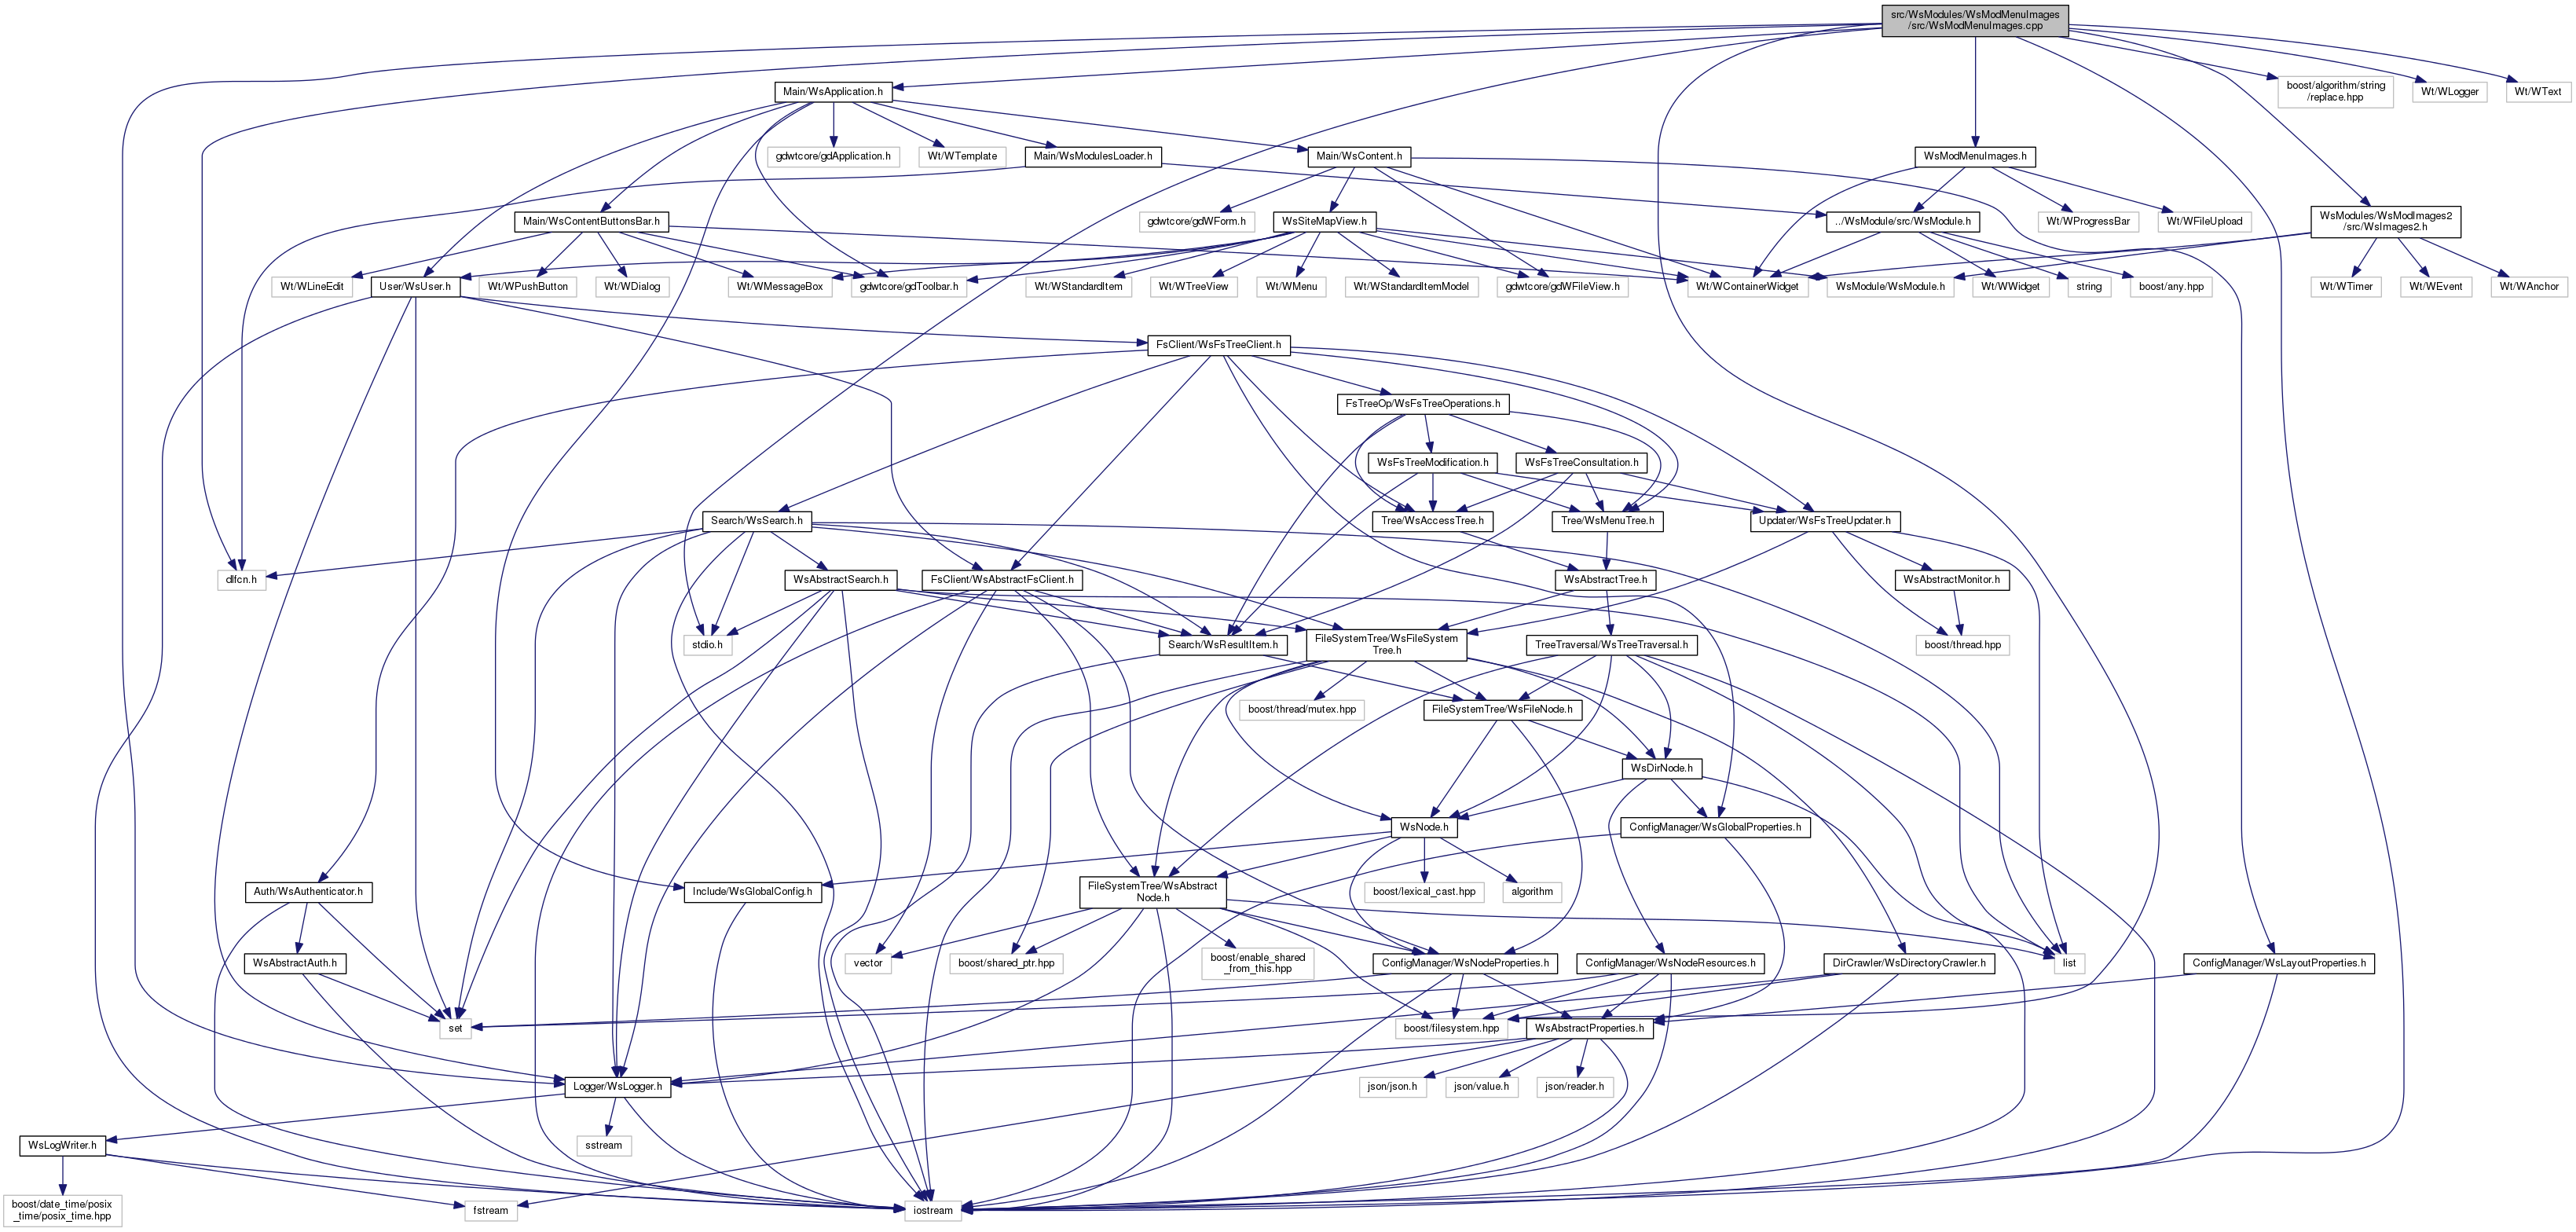 src/WsModules/WsModMenuImages
/src/WsModMenuImages.cpp
Main/WsApplication.h
boost/algorithm/string
/replace.hpp
Wt/WLogger
Wt/WText
gdwtcore/gdApplication.h
Wt/WTemplate
Main/WsModulesLoader.h
Main/WsContent.h
WsModMenuImages.h
Main/WsContentButtonsBar.h
gdwtcore/gdWForm.h
WsSiteMapView.h
../WsModule/src/WsModule.h
Wt/WProgressBar
Wt/WFileUpload
WsModules/WsModImages2
/src/WsImages2.h
Wt/WLineEdit
User/WsUser.h
Wt/WPushButton
Wt/WDialog
Wt/WMessageBox
gdwtcore/gdToolbar.h
Wt/WStandardItem
Wt/WTreeView
Wt/WMenu
Wt/WStandardItemModel
gdwtcore/gdWFileView.h
Wt/WContainerWidget
WsModule/WsModule.h
Wt/WWidget
string
boost/any.hpp
Wt/WTimer
Wt/WEvent
Wt/WAnchor
FsClient/WsFsTreeClient.h
FsTreeOp/WsFsTreeOperations.h
WsFsTreeModification.h
WsFsTreeConsultation.h
Search/WsSearch.h
Tree/WsAccessTree.h
Tree/WsMenuTree.h
Updater/WsFsTreeUpdater.h
dlfcn.h
WsAbstractSearch.h
FsClient/WsAbstractFsClient.h
WsAbstractTree.h
WsAbstractMonitor.h
stdio.h
Search/WsResultItem.h
FileSystemTree/WsFileSystem
Tree.h
TreeTraversal/WsTreeTraversal.h
boost/thread.hpp
boost/thread/mutex.hpp
FileSystemTree/WsFileNode.h
WsDirNode.h
WsNode.h
ConfigManager/WsGlobalProperties.h
Auth/WsAuthenticator.h
Include/WsGlobalConfig.h
FileSystemTree/WsAbstract
Node.h
boost/lexical_cast.hpp
algorithm
WsAbstractAuth.h
vector
boost/shared_ptr.hpp
boost/enable_shared
_from_this.hpp
ConfigManager/WsNodeProperties.h
ConfigManager/WsNodeResources.h
DirCrawler/WsDirectoryCrawler.h
list
ConfigManager/WsLayoutProperties.h
set
boost/filesystem.hpp
WsAbstractProperties.h
Logger/WsLogger.h
json/json.h
json/value.h
json/reader.h
WsLogWriter.h
sstream
boost/date_time/posix
_time/posix_time.hpp
fstream
iostream